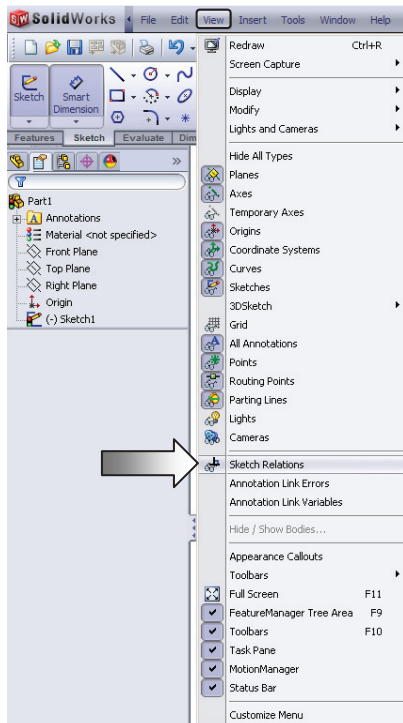 SolidWorks File Edit View Insert Tools Window Help
Sketch
Smart Dimension
Features Sketch Evaluate Dim
Part1
Annotations
Material <not specified>
Front Plane
Top Plane
Right Plane
Origin
(-) Sketch1
Redraw Ctrl+R
Screen Capture
Display
Modify
Lights and Cameras
Hide All Types
Planes
Axes
Temporary Axes
Origins
Coordinate Systems
Curves
Sketches
3DSketch
Grid
All Annotations
Points
Routing Points
Parting Lines
Lights
Cameras
Sketch Relations
Annotation Link Errors
Annotation Link Variables
Hide / Show Bodies...
Appearance Callouts
Toolbars
Full Screen F11
FeatureManager Tree Area F9
Toolbars F10
Task Pane
MotionManager
Status Bar
Customize Menu